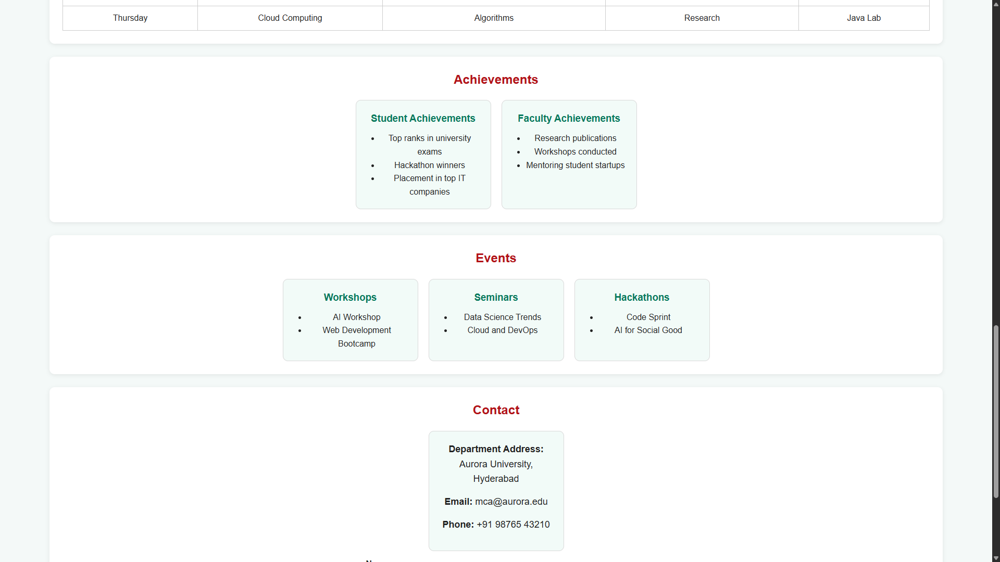 Thursday Cloud Computing Algorithms Research Java Lab
Achievements
Student Achievements
• Top ranks in university
exams
• Hackathon winners
• Placement in top IT
companies
Faculty Achievements
• Research publications
• Workshops conducted
• Mentoring student startups
Events
Workshops
• AI Workshop
• Web Development
Bootcamp
Seminars
• Data Science Trends
• Cloud and DevOps
Hackathons
• Code Sprint
• AI for Social Good
Contact
Department Address:
Aurora University,
Hyderabad
Email: mca@aurora.edu
Phone: +91 98765 43210